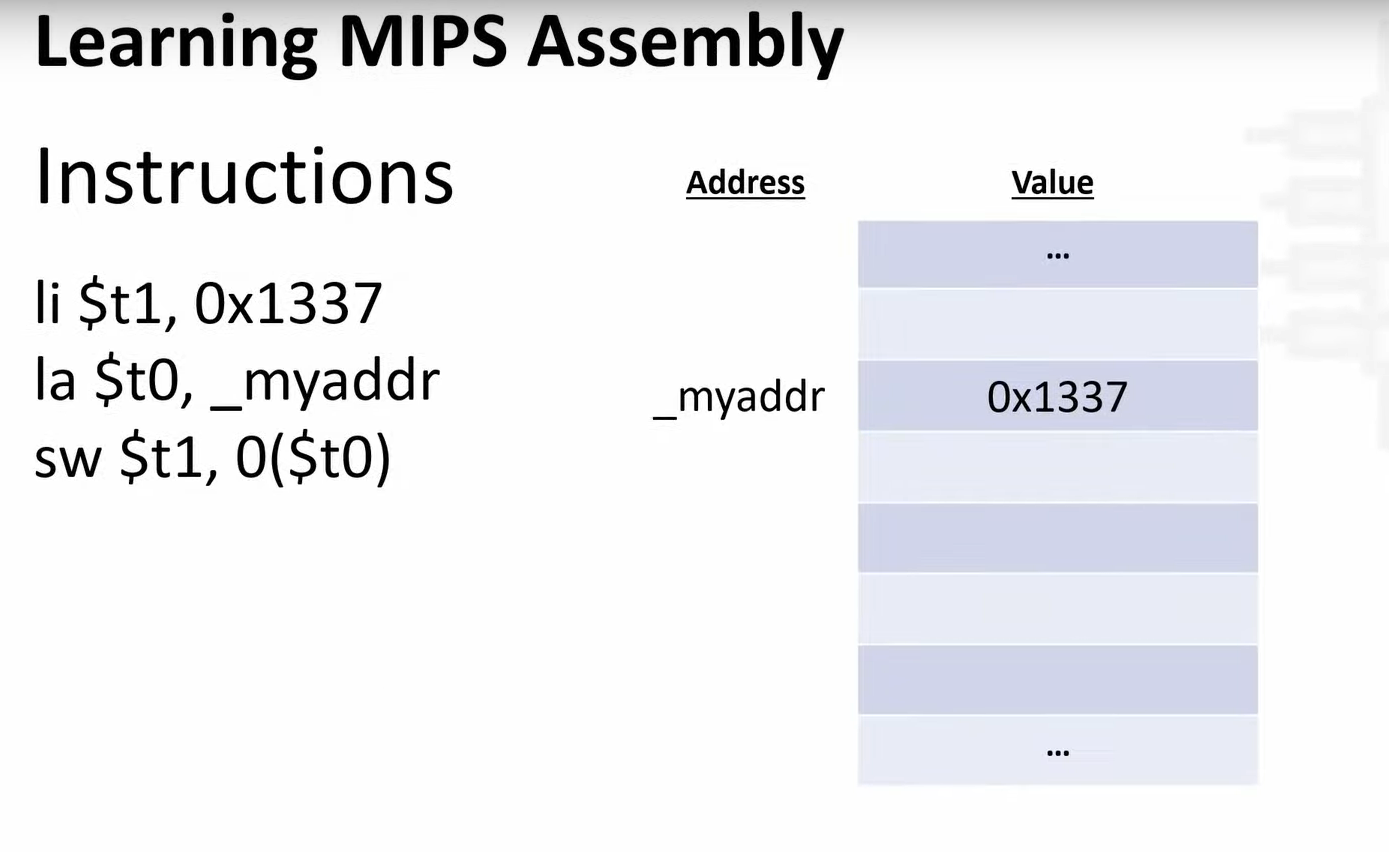 Learning MIPS Assembly
Instructions
li $t1, 0x1337
la $t0, _myaddr
sw $t1, 0($t0)
Address Value
...
_myaddr 0x1337
...